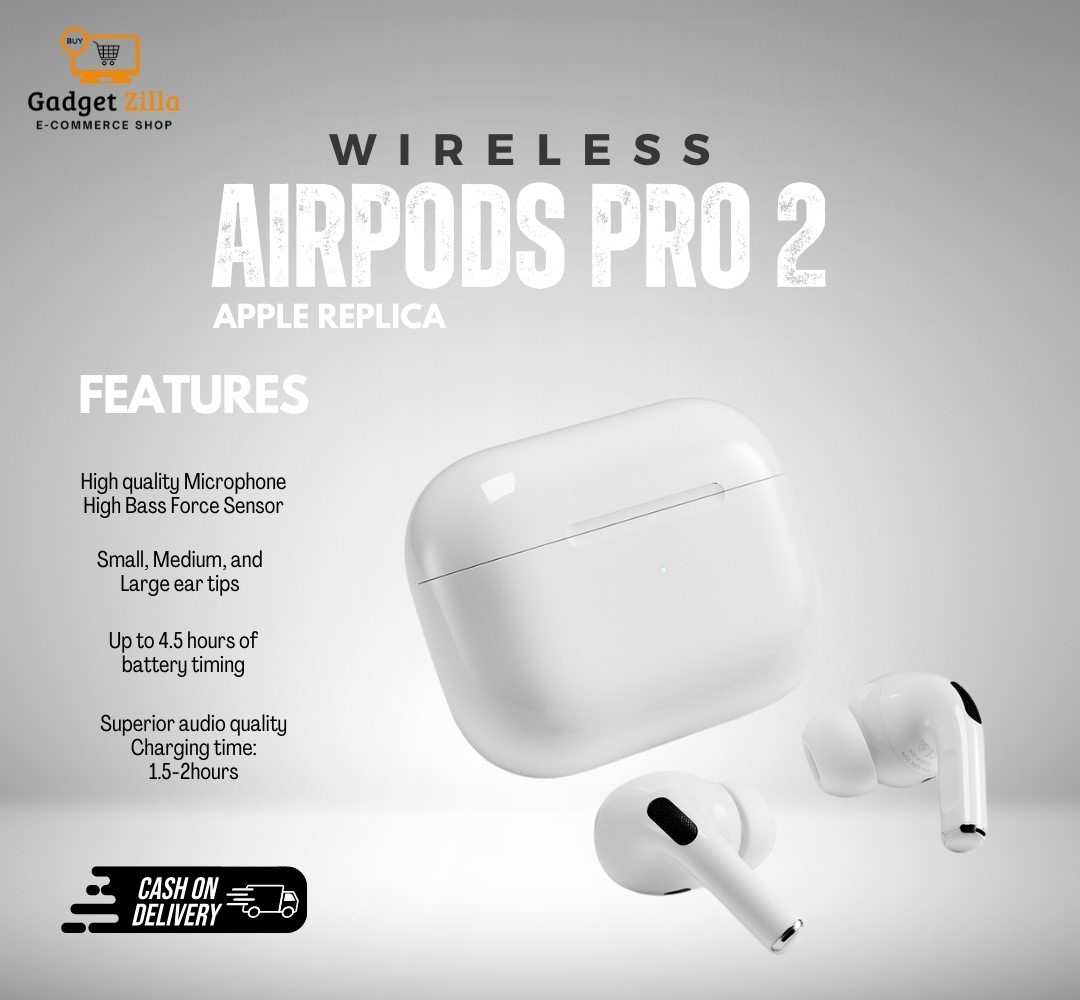 BUY
Gadget Zilla
E-COMMERCE SHOP
WIRELESS
AIRPODS PRO 2
APPLE REPLICA
FEATURES
High quality Microphone
High Bass Force Sensor
Small, Medium, and
Large ear tips
Up to 4.5 hours of
battery timing
Superior audio quality
Charging time:
1.5-2hours
CASH ON
DELIVERY